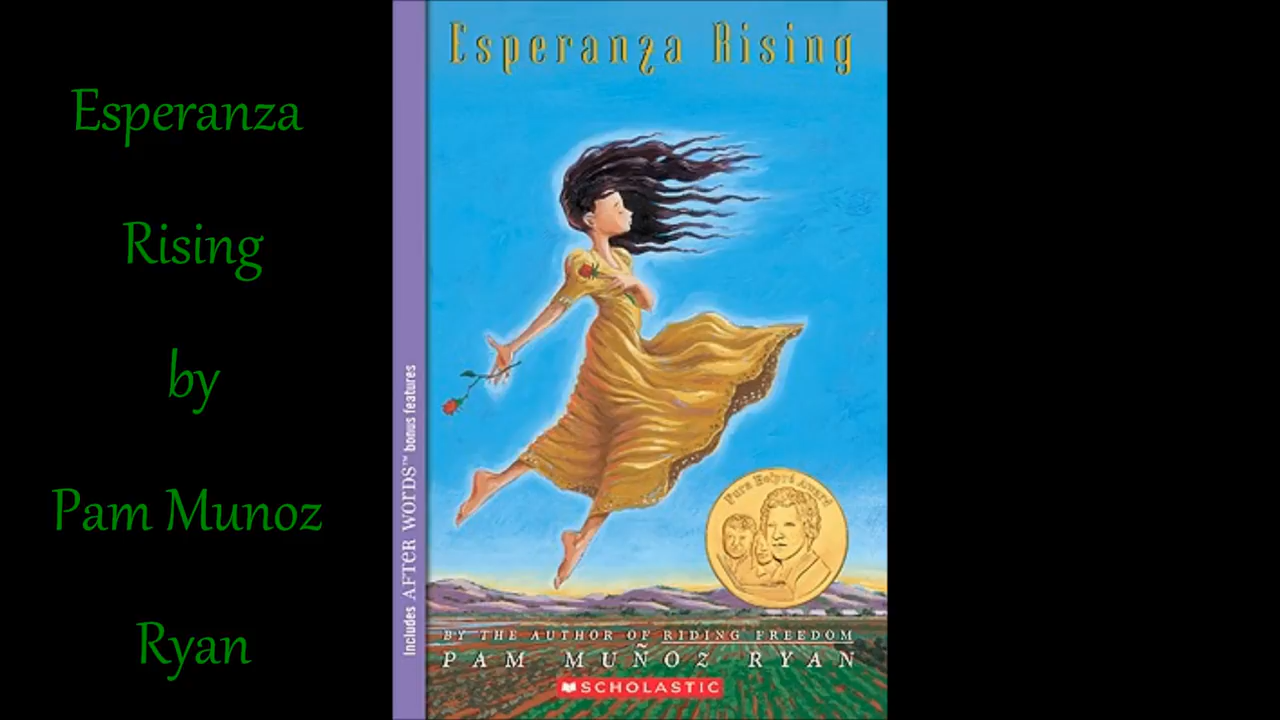 Esperanza
Rising
by
Pam Munoz
Ryan
Includes AFTER WORDS™ bonus features
Esperanza Rising
Pura Belpré Award
BY THE AUTHOR OF RIDING FREEDOM
PAM MUÑOZ RYAN
SCHOLASTIC